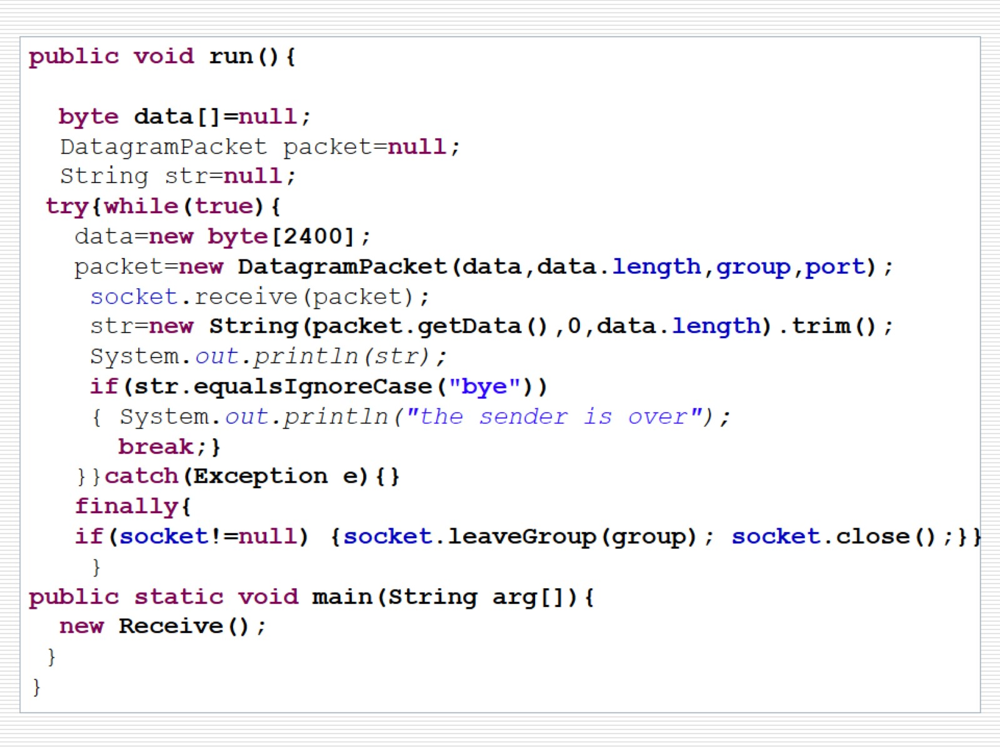 public void run(){
byte data[]=null;
DatagramPacket packet=null;
String str=null;
try{while(true){
data=new byte[2400];
packet=new DatagramPacket(data,data.length,group,port);
socket.receive(packet);
str=new String(packet.getData(),0,data.length).trim();
System.out.println(str);
if(str.equalsIgnoreCase("bye"))
{ System.out.println("the sender is over");
break;}
}}catch(Exception e){}
finally{
if(socket!=null) {socket.leaveGroup(group); socket.close();}}
}
public static void main(String arg[]){
new Receive();
}
}